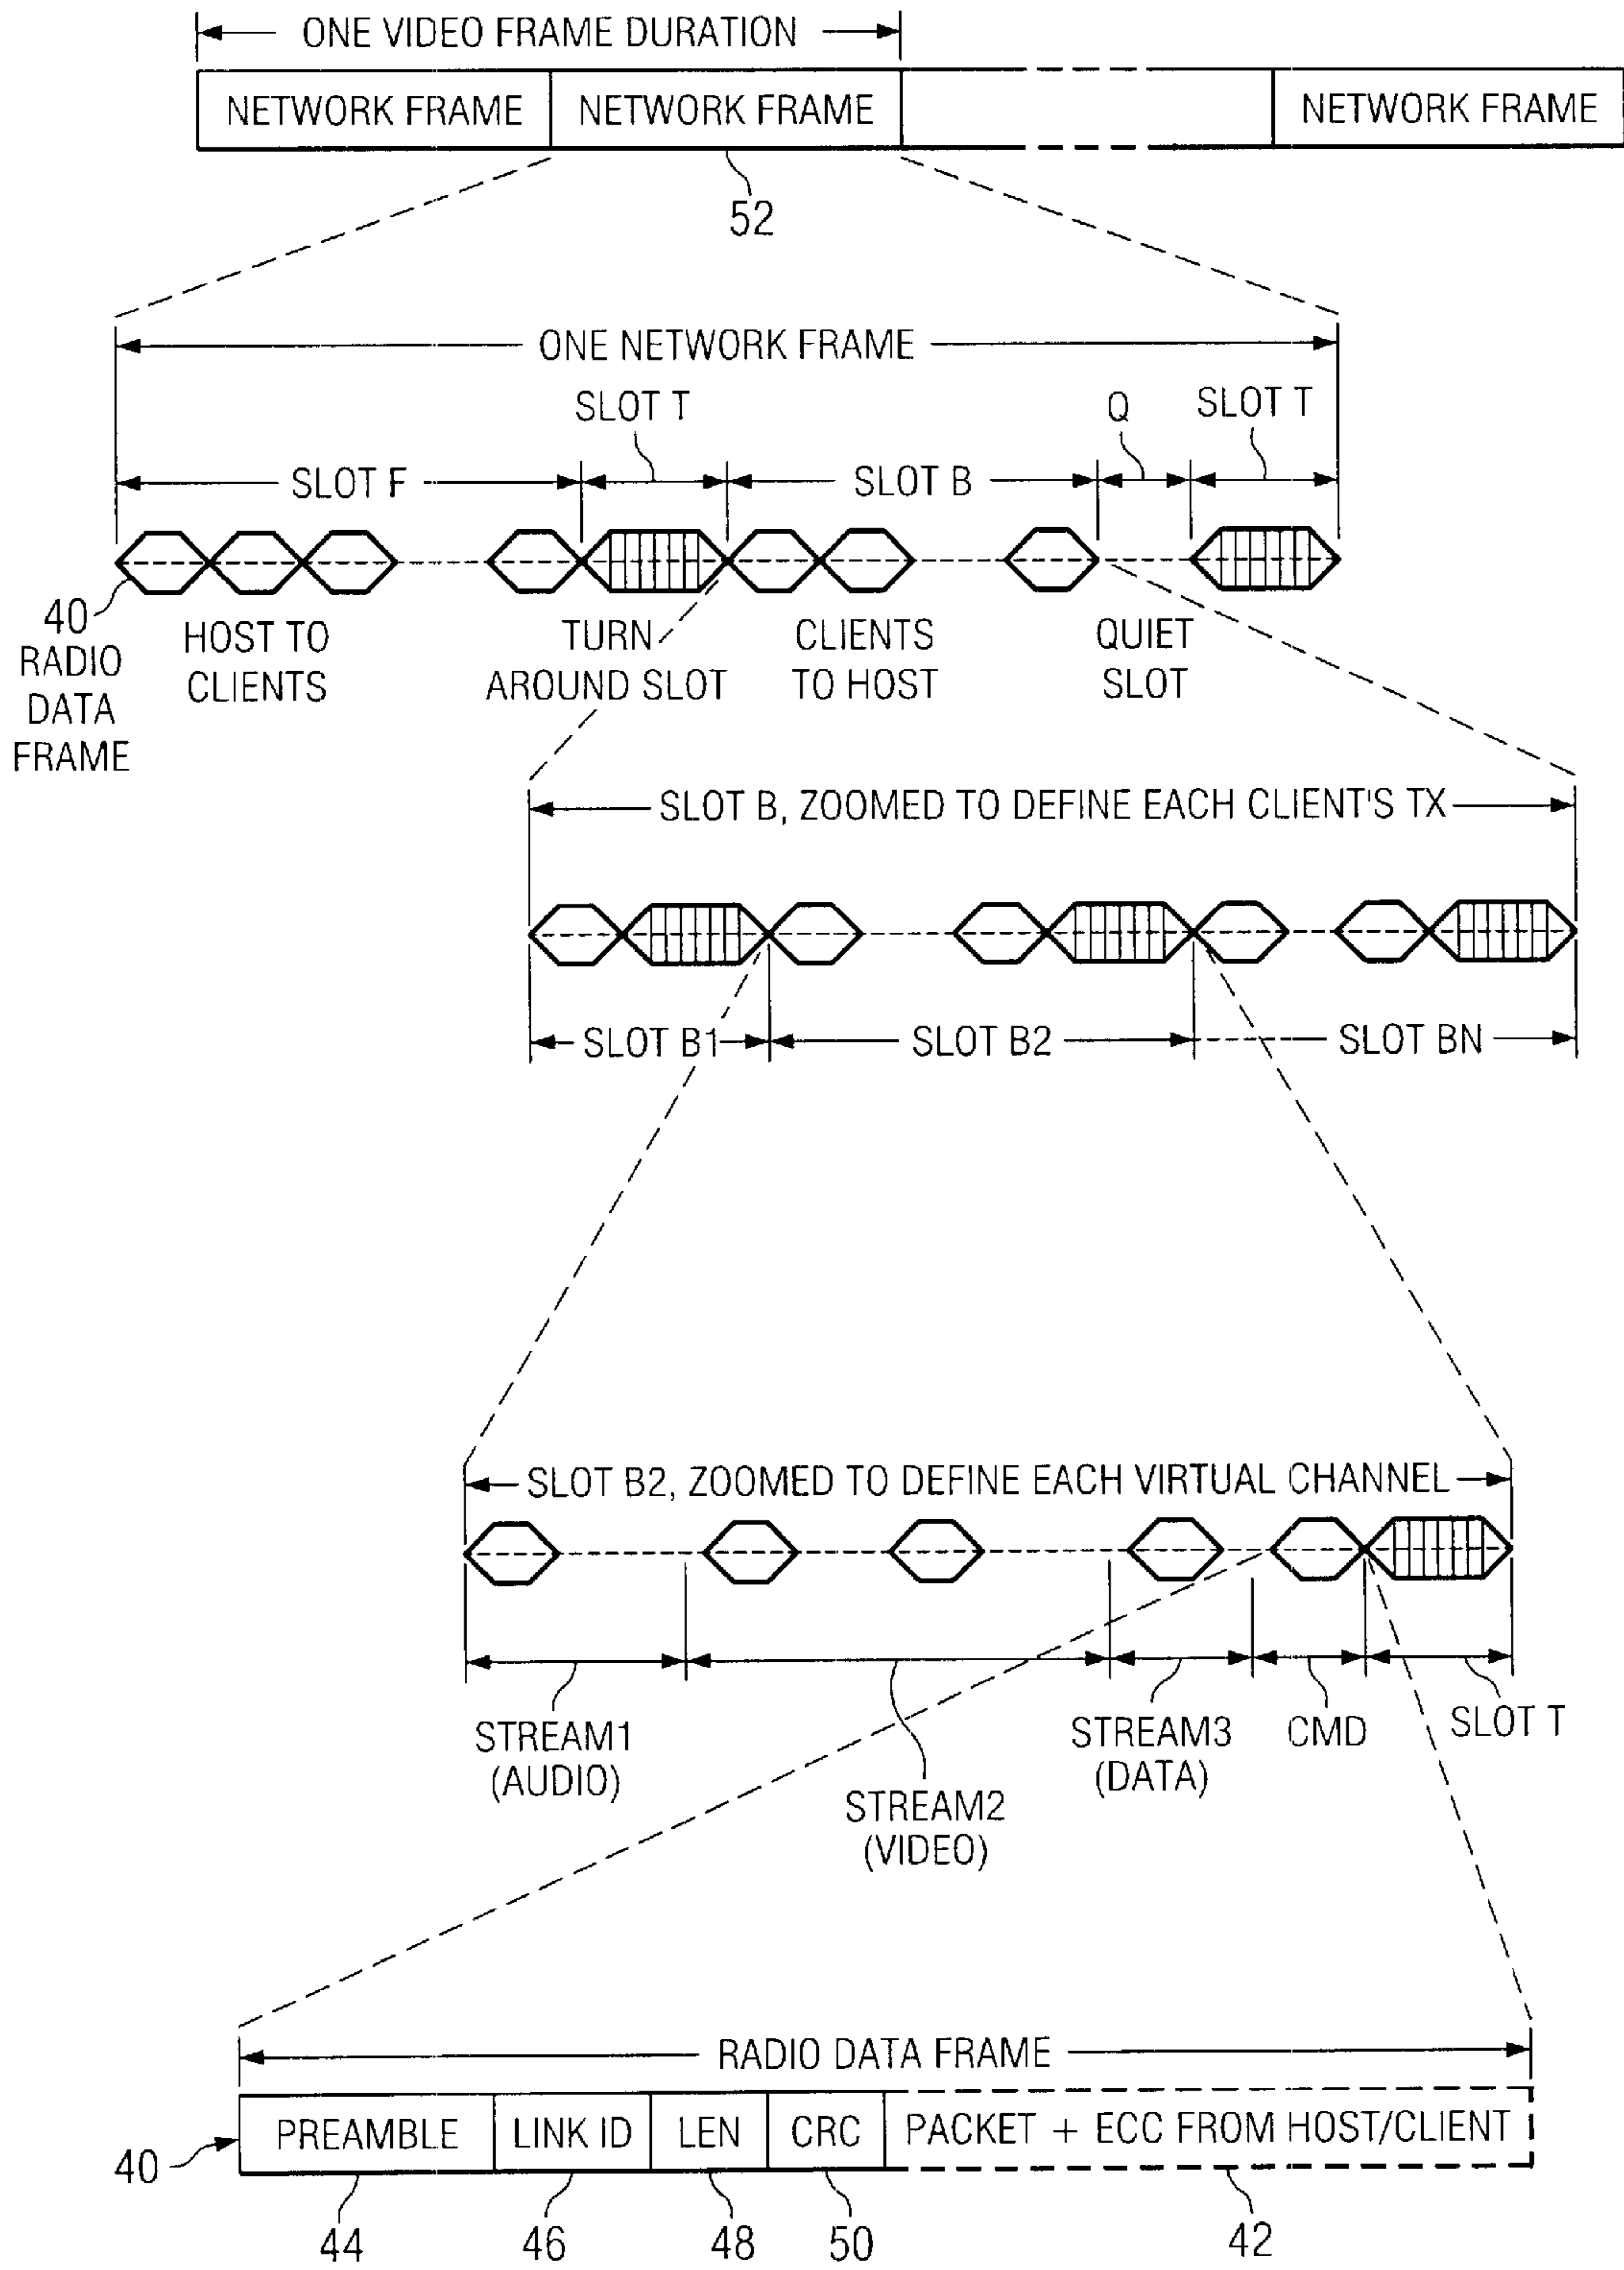 ONE VIDEO FRAME DURATION
NETWORK FRAME
NETWORK FRAME
NETWORK FRAME
52
ONE NETWORK FRAME
SLOT T
Q
SLOT T
SLOT F
SLOT B
40
RADIO
DATA
FRAME
HOST TO
CLIENTS
TURN
AROUND SLOT
CLIENTS
TO HOST
QUIET
SLOT
SLOT B, ZOOMED TO DEFINE EACH CLIENT'S TX
SLOT B1
SLOT B2
SLOT BN
SLOT B2, ZOOMED TO DEFINE EACH VIRTUAL CHANNEL
STREAM1
(AUDIO)
STREAM2
(VIDEO)
STREAM3
(DATA)
CMD
SLOT T
RADIO DATA FRAME
40
PREAMBLE
LINK ID
LEN
CRC
PACKET + ECC FROM HOST/CLIENT
44
46
48
50
42